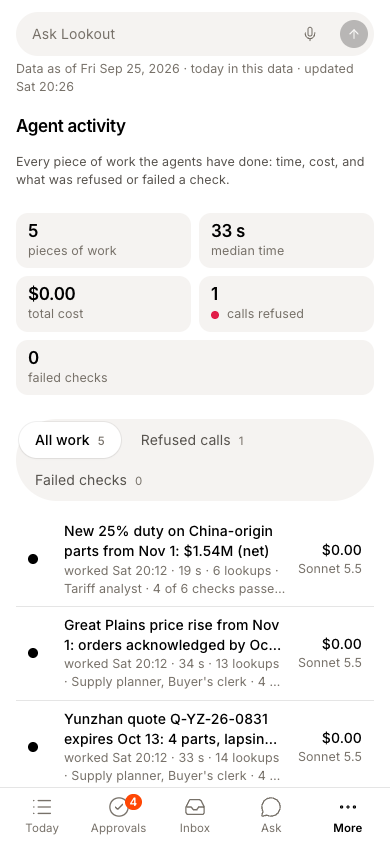 Ask Lookout
Data as of Fri Sep 25, 2026 · today in this data · updated
Sat 20:26
Agent activity
Every piece of work the agents have done: time, cost, and
what was refused or failed a check.
5
pieces of work
33 s
median time
$0.00
total cost
1
calls refused
0
failed checks
All work 5
Refused calls 1
Failed checks 0
New 25% duty on China-origin
parts from Nov 1: $1.54M (net)
worked Sat 20:12 · 19 s · 6 lookups ·
Tariff analyst · 4 of 6 checks passe...
$0.00
Sonnet 5.5
Great Plains price rise from Nov
1: orders acknowledged by Oc...
worked Sat 20:12 · 34 s · 13 lookups
· Supply planner, Buyer's clerk · 4 ...
$0.00
Sonnet 5.5
Yunzhan quote Q-YZ-26-0831
expires Oct 13: 4 parts, lapsin...
worked Sat 20:12 · 33 s · 14 lookups
· Supply planner, Buyer's clerk · 4 ...
$0.00
Sonnet 5.5
4
Today
Approvals
Inbox
Ask
More